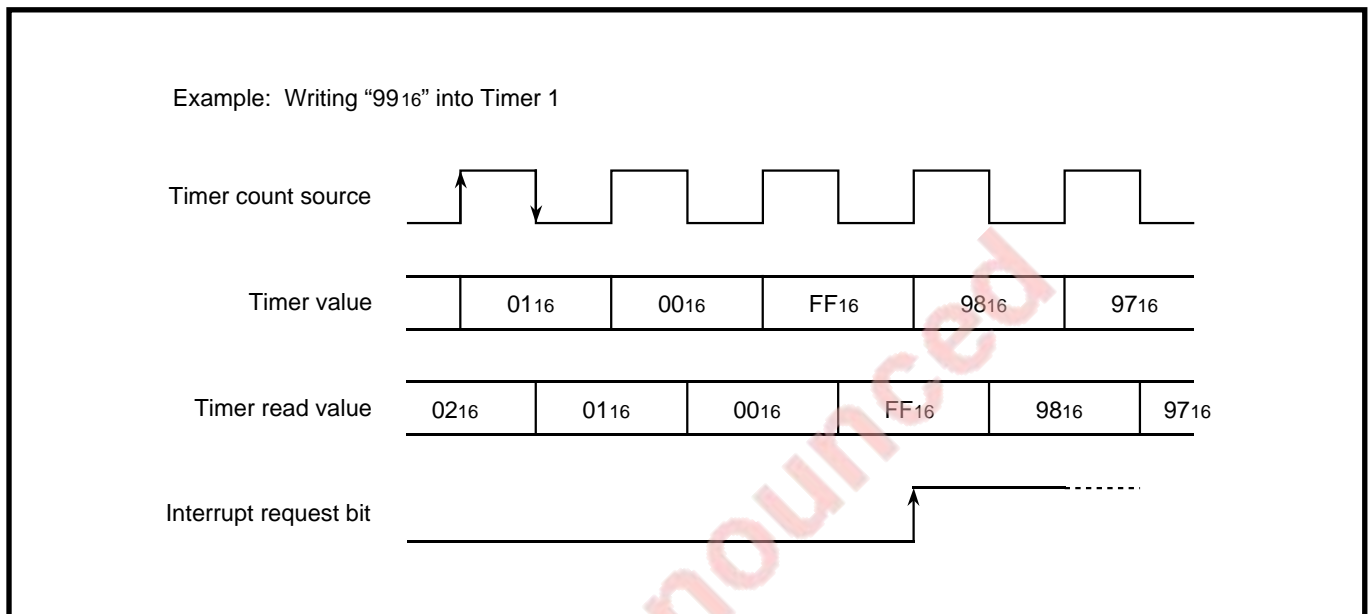 Example: Writing “9916” into Timer 1
Timer count source
Timer value 0116 0016 FF16 9816 9716
Timer read value 0216 0116 0016 FF16 9816 9716
Interrupt request bit